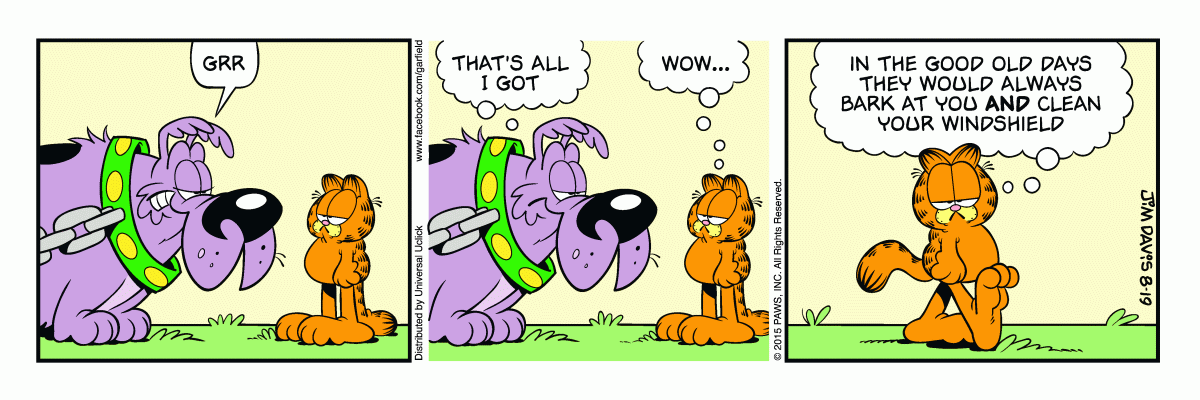 GRR
www.facebook.com/garfield
Distributed by Universal Uclick
THAT'S ALL
I GOT
WOW...
© 2015 PAWS, INC. All Rights Reserved.
IN THE GOOD OLD DAYS
THEY WOULD ALWAYS
BARK AT YOU AND CLEAN
YOUR WINDSHIELD
JIM DAVIS 8-19